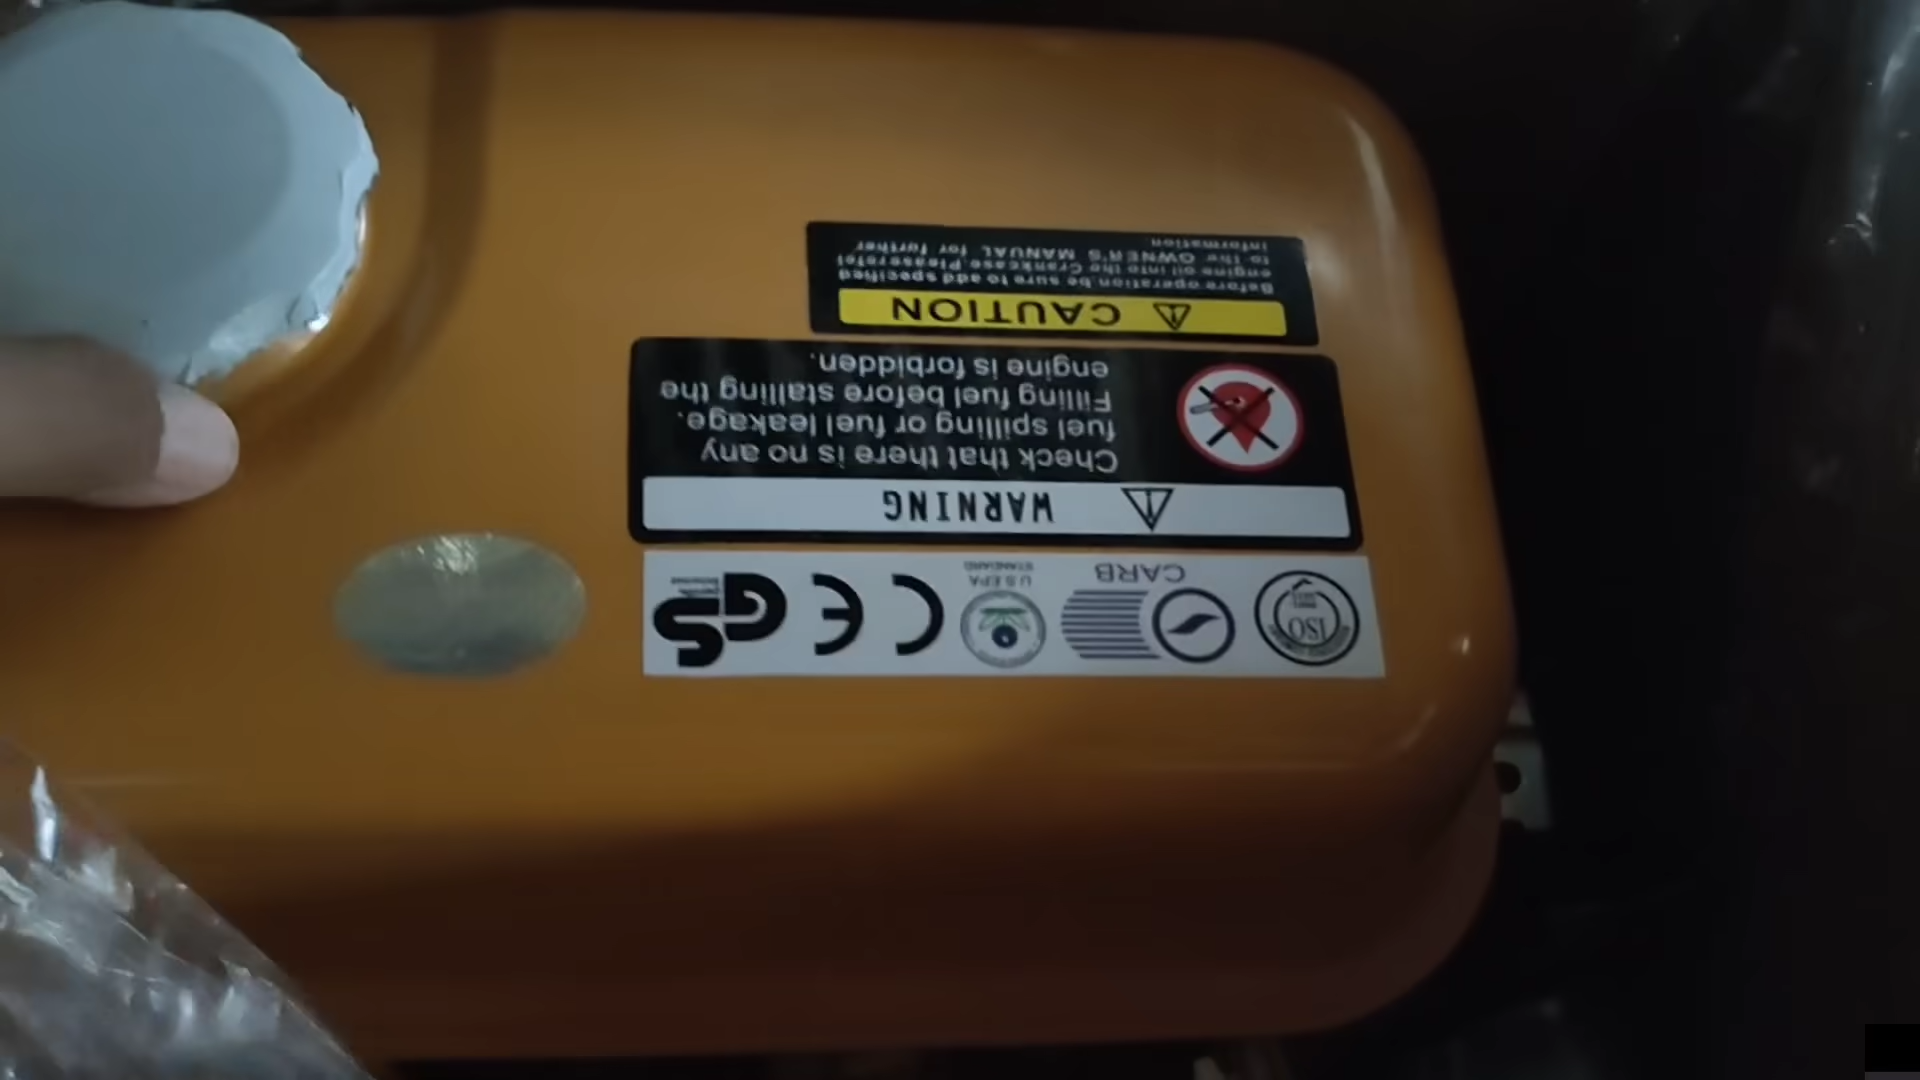 ISO
CARB
U.S EPA
STANDARD
CE
GS
WARNING
Check that there is no any
fuel spilling or fuel leakage.
Filling fuel before stalling the
engine is forbidden.
CAUTION
Before operation,be sure to add specified
engine oil into the Crankcase.Pleaserefel
to the OWNER'S MANUAL for further
information.